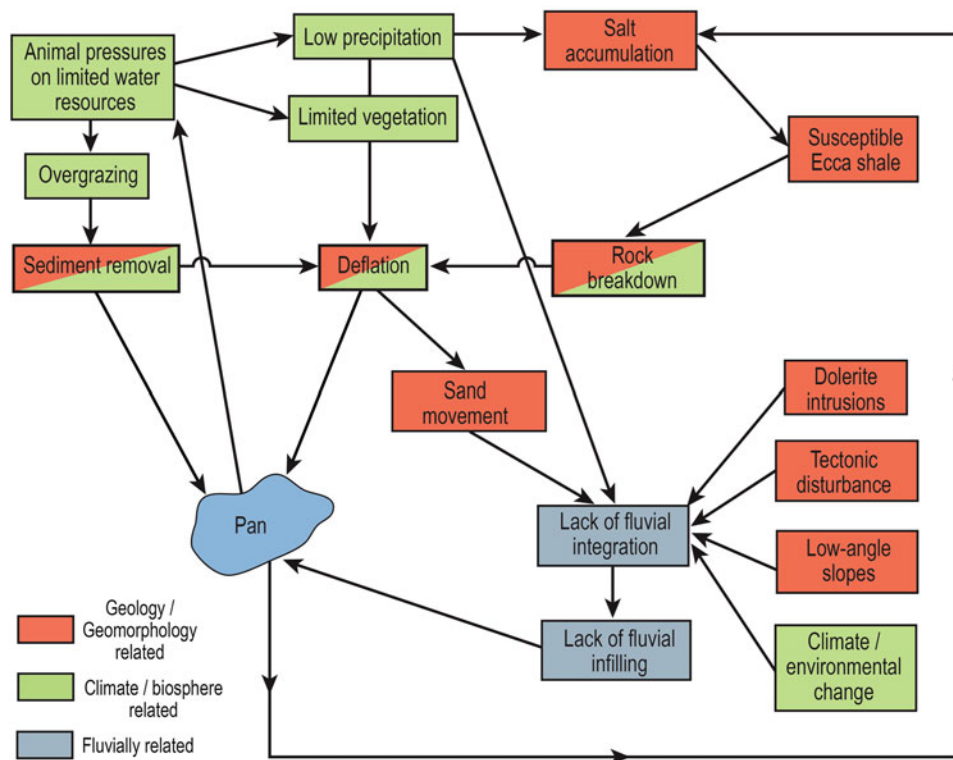 Animal pressures
on limited water
resources
Low precipitation
Salt
accumulation
Limited vegetation
Susceptible
Ecca shale
Overgrazing
Sediment removal
Deflation
Rock
breakdown
Sand
movement
Dolerite
intrusions
Tectonic
disturbance
Pan
Lack of fluvial
integration
Low-angle
slopes
Lack of fluvial
infilling
Climate /
environmental
change
Geology /
Geomorphology
related
Climate / biosphere
related
Fluvially related